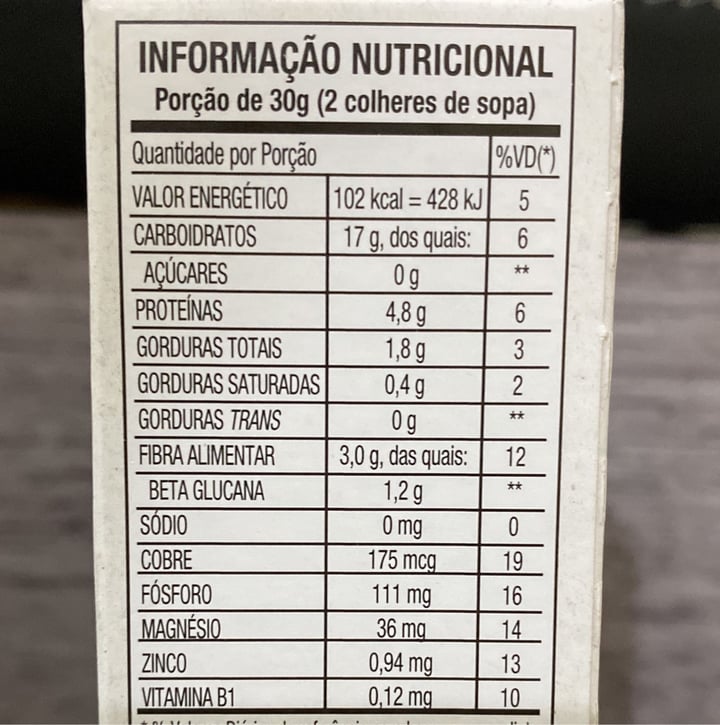 INFORMAÇÃO NUTRICIONAL
Porção de 30g (2 colheres de sopa)
Quantidade por Porção %VD(*)
VALOR ENERGÉTICO 102 kcal = 428 kJ 5
CARBOIDRATOS 17 g, dos quais: 6
AÇÚCARES 0 g **
PROTEÍNAS 4,8 g 6
GORDURAS TOTAIS 1,8 g 3
GORDURAS SATURADAS 0,4 g 2
GORDURAS TRANS 0 g **
FIBRA ALIMENTAR 3,0 g, das quais: 12
BETA GLUCANA 1,2 g **
SÓDIO 0 mg 0
COBRE 175 mcg 19
FÓSFORO 111 mg 16
MAGNÉSIO 36 mg 14
ZINCO 0,94 mg 13
VITAMINA B1 0,12 mg 10